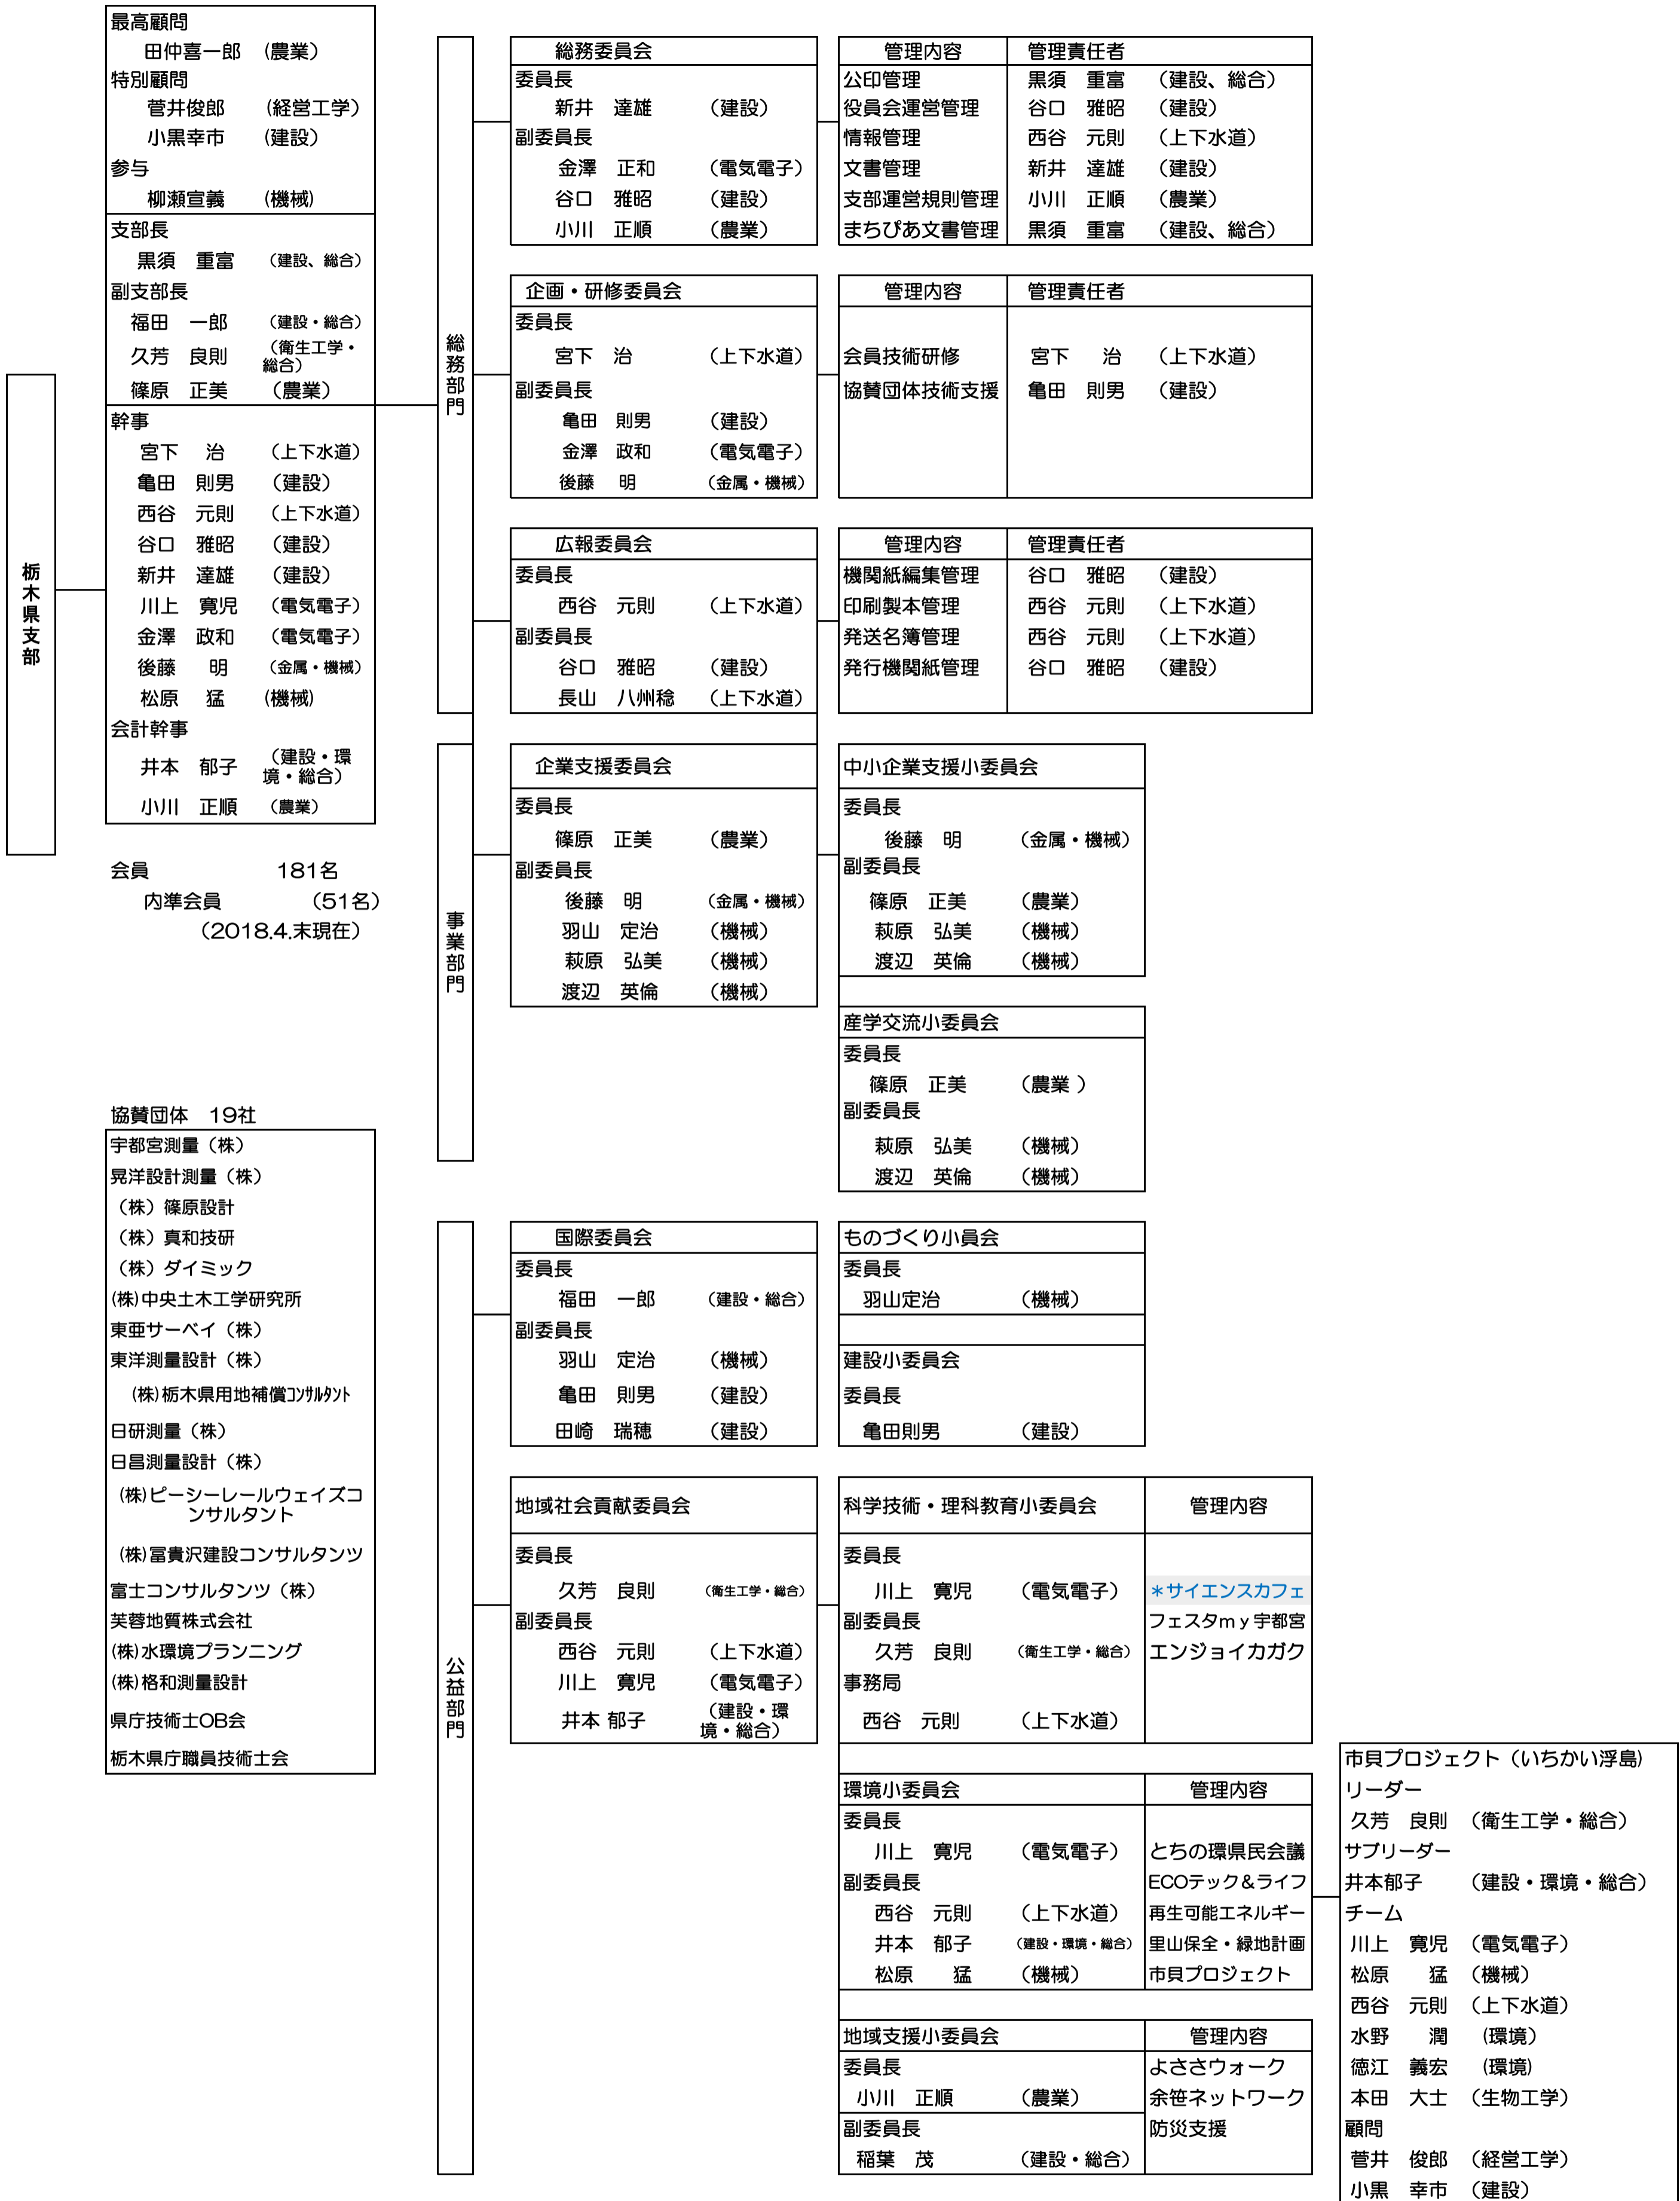 栃木県支部
最高顧問
田仲喜一郎 (農業)
特別顧問
菅井俊郎 (経営工学)
小黒幸市 (建設)
参与
柳瀬宣義 (機械)
支部長
黒須 重富 (建設、総合)
副支部長
福田 一郎 (建設・総合)
久芳 良則 (衛生工学・
総合)
篠原 正美 (農業)
幹事
宮下 治 (上下水道)
亀田 則男 (建設)
西谷 元則 (上下水道)
谷口 雅昭 (建設)
新井 達雄 (建設)
川上 寛児 (電気電子)
金澤 政和 (電気電子)
後藤 明 (金属・機械)
松原 猛 (機械)
会計幹事
井本 郁子 (建設・環
境・総合)
小川 正順 (農業)
会員 181名
内準会員 (51名)
(2018.4.末現在)
協賛団体 19社
宇都宮測量(株)
晃洋設計測量(株)
(株)篠原設計
(株)真和技研
(株)ダイミック
(株)中央土木工学研究所
東亜サーベイ(株)
東洋測量設計(株)
(株)栃木県用地補償コンサルタント
日研測量(株)
日昌測量設計(株)
(株)ピーシーレールウェイズコ
ンサルタント
(株)冨貴沢建設コンサルタンツ
富士コンサルタンツ(株)
芙蓉地質株式会社
(株)水環境プランニング
(株)格和測量設計
県庁技術士OB会
栃木県庁職員技術士会
総務部門
総務委員会
委員長
新井 達雄 (建設)
副委員長
金澤 正和 (電気電子)
谷口 雅昭 (建設)
小川 正順 (農業)
管理内容 管理責任者
公印管理 黒須 重富 (建設、総合)
役員会運営管理 谷口 雅昭 (建設)
情報管理 西谷 元則 (上下水道)
文書管理 新井 達雄 (建設)
支部運営規則管理 小川 正順 (農業)
まちぴあ文書管理 黒須 重富 (建設、総合)
企画・研修委員会
委員長
宮下 治 (上下水道)
副委員長
亀田 則男 (建設)
金澤 政和 (電気電子)
後藤 明 (金属・機械)
管理内容 管理責任者
会員技術研修 宮下 治 (上下水道)
協賛団体技術支援 亀田 則男 (建設)
広報委員会
委員長
西谷 元則 (上下水道)
副委員長
谷口 雅昭 (建設)
長山 八州稔 (上下水道)
管理内容 管理責任者
機関紙編集管理 谷口 雅昭 (建設)
印刷製本管理 西谷 元則 (上下水道)
発送名簿管理 西谷 元則 (上下水道)
発行機関紙管理 谷口 雅昭 (建設)
事業部門
企業支援委員会
委員長
篠原 正美 (農業)
副委員長
後藤 明 (金属・機械)
羽山 定治 (機械)
萩原 弘美 (機械)
渡辺 英倫 (機械)
中小企業支援小委員会
委員長
後藤 明 (金属・機械)
副委員長
篠原 正美 (農業)
萩原 弘美 (機械)
渡辺 英倫 (機械)
産学交流小委員会
委員長
篠原 正美 (農業 )
副委員長
萩原 弘美 (機械)
渡辺 英倫 (機械)
公益部門
国際委員会
委員長
福田 一郎 (建設・総合)
副委員長
羽山 定治 (機械)
亀田 則男 (建設)
田崎 瑞穂 (建設)
ものづくり小員会
委員長
羽山定治 (機械)
建設小委員会
委員長
亀田則男 (建設)
地域社会貢献委員会
委員長
久芳 良則 (衛生工学・総合)
副委員長
西谷 元則 (上下水道)
川上 寛児 (電気電子)
井本 郁子 (建設・環
境・総合)
科学技術・理科教育小委員会 管理内容
委員長
川上 寛児 (電気電子) *サイエンスカフェ
副委員長 フェスタmy宇都宮
久芳 良則 (衛生工学・総合) エンジョイカガク
事務局
西谷 元則 (上下水道)
環境小委員会 管理内容
委員長
川上 寛児 (電気電子) とちの環県民会議
副委員長 ECOテック&ライフ
西谷 元則 (上下水道) 再生可能エネルギー
井本 郁子 (建設・環境・総合) 里山保全・緑地計画
松原 猛 (機械) 市貝プロジェクト
地域支援小委員会 管理内容
委員長 よささウォーク
小川 正順 (農業) 余笹ネットワーク
副委員長 防災支援
稲葉 茂 (建設・総合)
市貝プロジェクト(いちかい浮島)
リーダー
久芳 良則 (衛生工学・総合)
サブリーダー
井本郁子 (建設・環境・総合)
チーム
川上 寛児 (電気電子)
松原 猛 (機械)
西谷 元則 (上下水道)
水野 潤 (環境)
徳江 義宏 (環境)
本田 大士 (生物工学)
顧問
菅井 俊郎 (経営工学)
小黒 幸市 (建設)